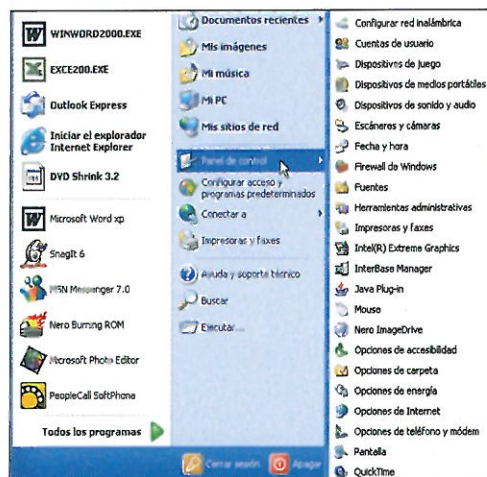 WINWORD2000.EXE
EXCE200.EXE
Outlook Express
Iniciar el explorador
Internet Explorer
DVD Shrink 3.2
Microsoft Word xp
SnagIt 6
MSN Messenger 7.0
Nero Burning ROM
Microsoft Photo Editor
PeopleCall SoftPhone
Todos los programas
Documentos recientes
Mis imágenes
Mi música
Mi PC
Mis sitios de red
Panel de control
Configurar acceso y
programas predeterminados
Conectar a
Impresoras y faxes
Ayuda y soporte técnico
Buscar
Ejecutar...
Cerrar sesión
Apagar
Configurar red inalámbrica
Cuentas de usuario
Dispositivos de juego
Dispositivos de medios portátiles
Dispositivos de sonido y audio
Escáneres y cámaras
Fecha y hora
Firewall de Windows
Fuentes
Herramientas administrativas
Impresoras y faxes
Intel(R) Extreme Graphics
InterBase Manager
Java Plug-in
Mouse
Nero ImageDrive
Opciones de accesibilidad
Opciones de carpeta
Opciones de energía
Opciones de Internet
Opciones de teléfono y módem
Pantalla
QuickTime